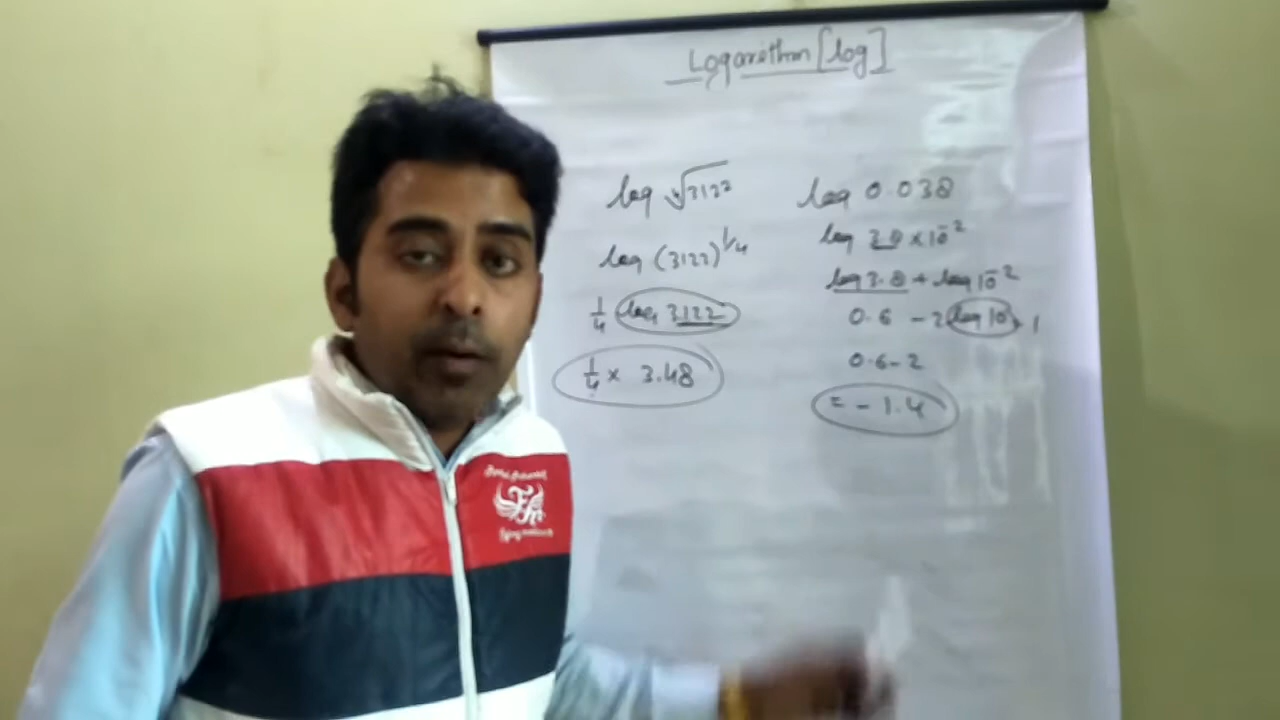 Logarithm [log]
log ∜3122
log (3122)^1/4
1/4 log 3122
1/4 × 3.48
log 0.038
log 3.8 × 10^-2
log 3.8 + log 10^-2
0.6 - 2 log 10 → 1
0.6 - 2
= - 1.4